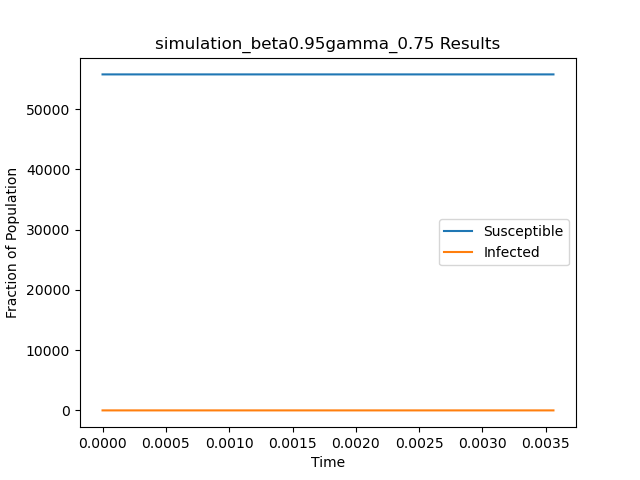 simulation_beta0.95gamma_0.75 Results
Fraction of Population
50000
40000
30000
20000
10000
0
Susceptible
Infected
0.0000 0.0005 0.0010 0.0015 0.0020 0.0025 0.0030 0.0035
Time